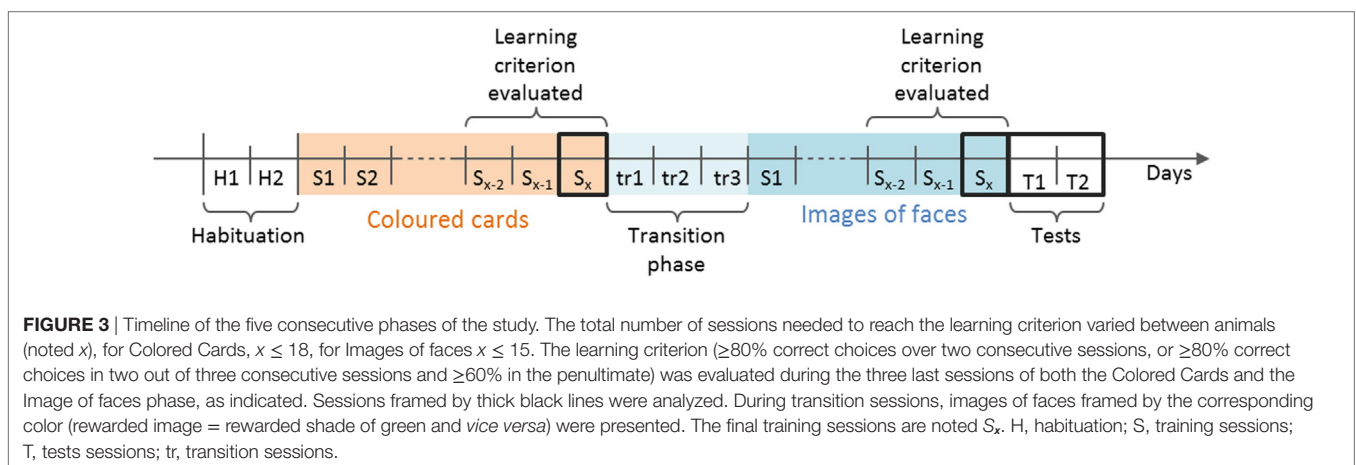 Learning
criterion
evaluated
Learning
criterion
evaluated
H1 H2 S1 S2 Sx-2 Sx-1 Sx tr1 tr2 tr3 S1 Sx-2 Sx-1 Sx T1 T2 Days
Habituation Coloured cards Transition Images of faces Tests
phase
FIGURE 3 | Timeline of the five consecutive phases of the study. The total number of sessions needed to reach the learning criterion varied between animals
(noted x), for Colored Cards, x ≤ 18, for Images of faces x ≤ 15. The learning criterion (≥80% correct choices over two consecutive sessions, or ≥80% correct
choices in two out of three consecutive sessions and ≥60% in the penultimate) was evaluated during the three last sessions of both the Colored Cards and the
Image of faces phase, as indicated. Sessions framed by thick black lines were analyzed. During transition sessions, images of faces framed by the corresponding
color (rewarded image = rewarded shade of green and vice versa) were presented. The final training sessions are noted Sx. H, habituation; S, training sessions;
T, tests sessions; tr, transition sessions.